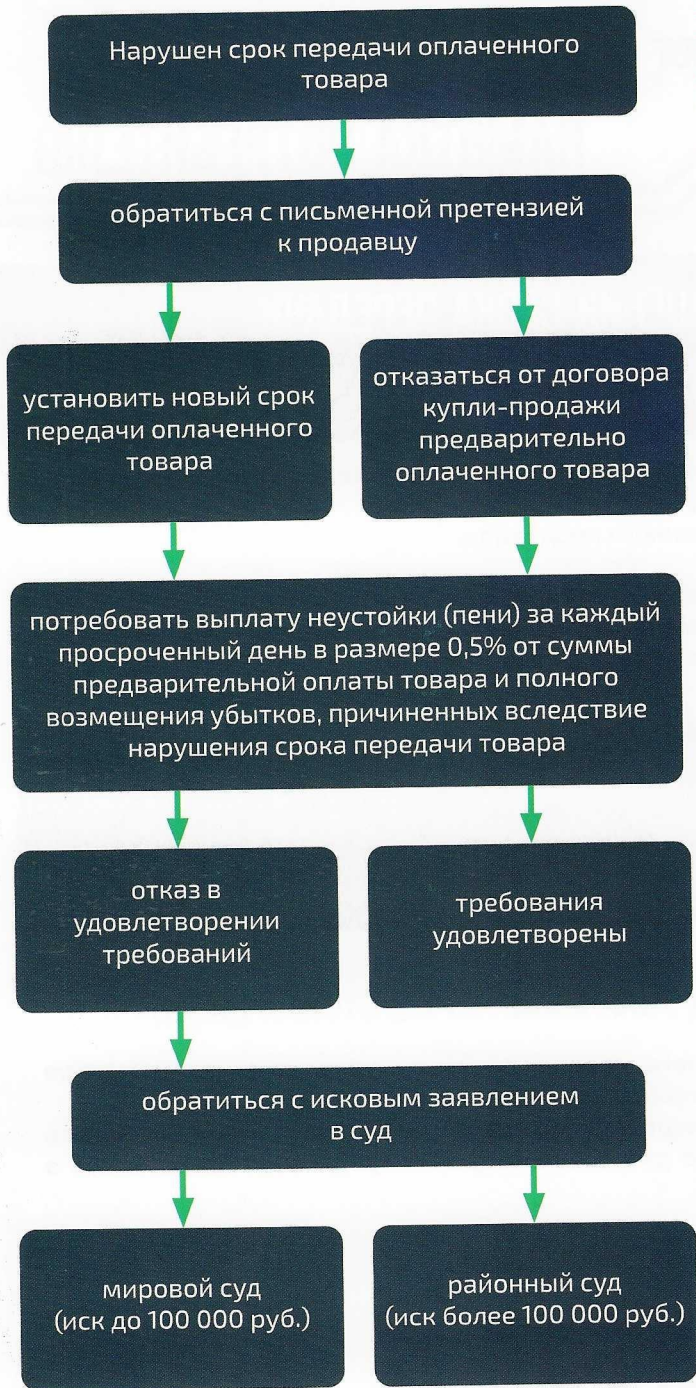 Нарушен срок передачи оплаченного
товара
обратиться с письменной претензией
к продавцу
установить новый срок
передачи оплаченного
товара
отказаться от договора
купли-продажи
предварительно
оплаченного товара
потребовать выплату неустойки (пени) за каждый
просроченный день в размере 0,5% от суммы
предварительной оплаты товара и полного
возмещения убытков, причиненных вследствие
нарушения срока передачи товара
отказ в
удовлетворении
требований
требования
удовлетворены
обратиться с исковым заявлением
в суд
мировой суд
(иск до 100 000 руб.)
районный суд
(иск более 100 000 руб.)